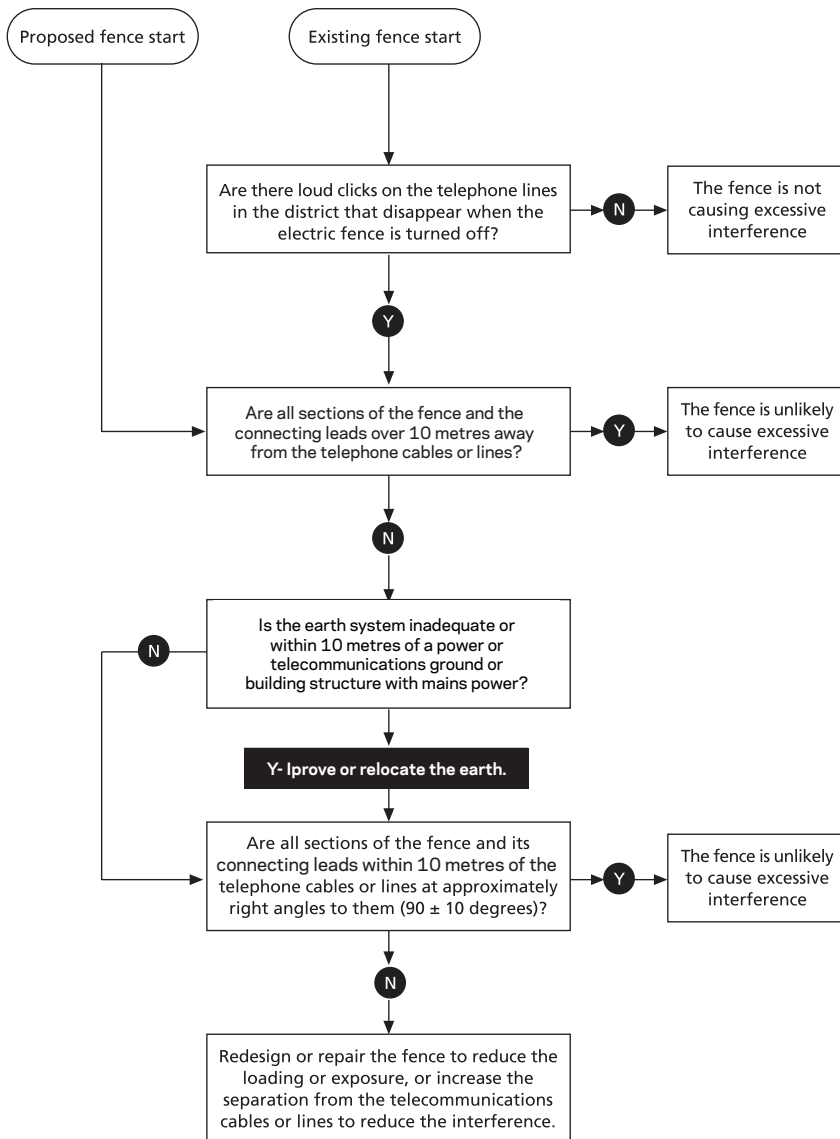 Proposed fence start
Existing fence start
Are there loud clicks on the telephone lines
in the district that disappear when the
electric fence is turned off?
N
The fence is not
causing excessive
interference
Y
Are all sections of the fence and the
connecting leads over 10 metres away
from the telephone cables or lines?
Y
The fence is unlikely
to cause excessive
interference
N
Is the earth system inadequate or
within 10 metres of a power or
telecommunications ground or
building structure with mains power?
N
Y- Iprove or relocate the earth.
Are all sections of the fence and its
connecting leads within 10 metres of the
telephone cables or lines at approximately
right angles to them (90 ± 10 degrees)?
Y
The fence is unlikely
to cause excessive
interference
N
Redesign or repair the fence to reduce the
loading or exposure, or increase the
separation from the telecommunications
cables or lines to reduce the interference.